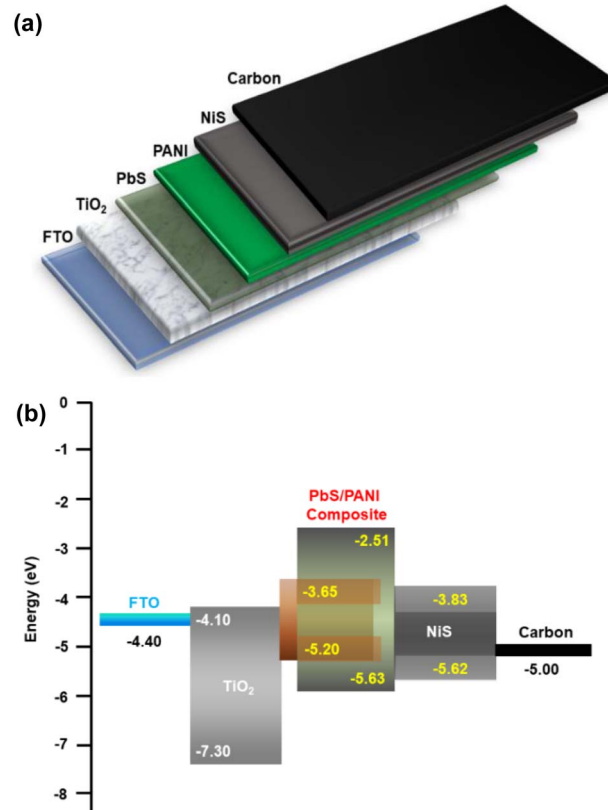 (a)
Carbon
NiS
PANI
PbS
TiO₂
FTO
(b)
0
-1
-2
-3
-4
-5
-6
-7
-8
Energy (eV)
PbS/PANI
Composite
-2.51
-3.65
-5.20
-5.63
FTO
-4.40
-4.10
TiO₂
-7.30
-3.83
NiS
-5.62
Carbon
-5.00